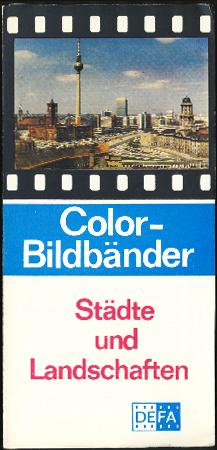 Color-
Bildbänder
Städte
und
Landschaften
DEFA